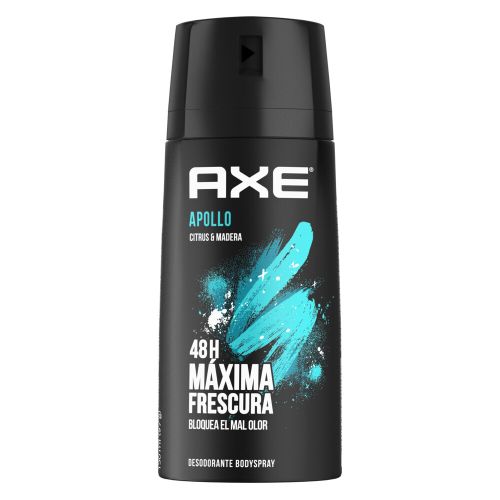 AXE®
APOLLO
CITRUS & MADERA
48H
MÁXIMA
FRESCURA
BLOQUEA EL MAL OLOR
DESODORANTE BODYSPRAY